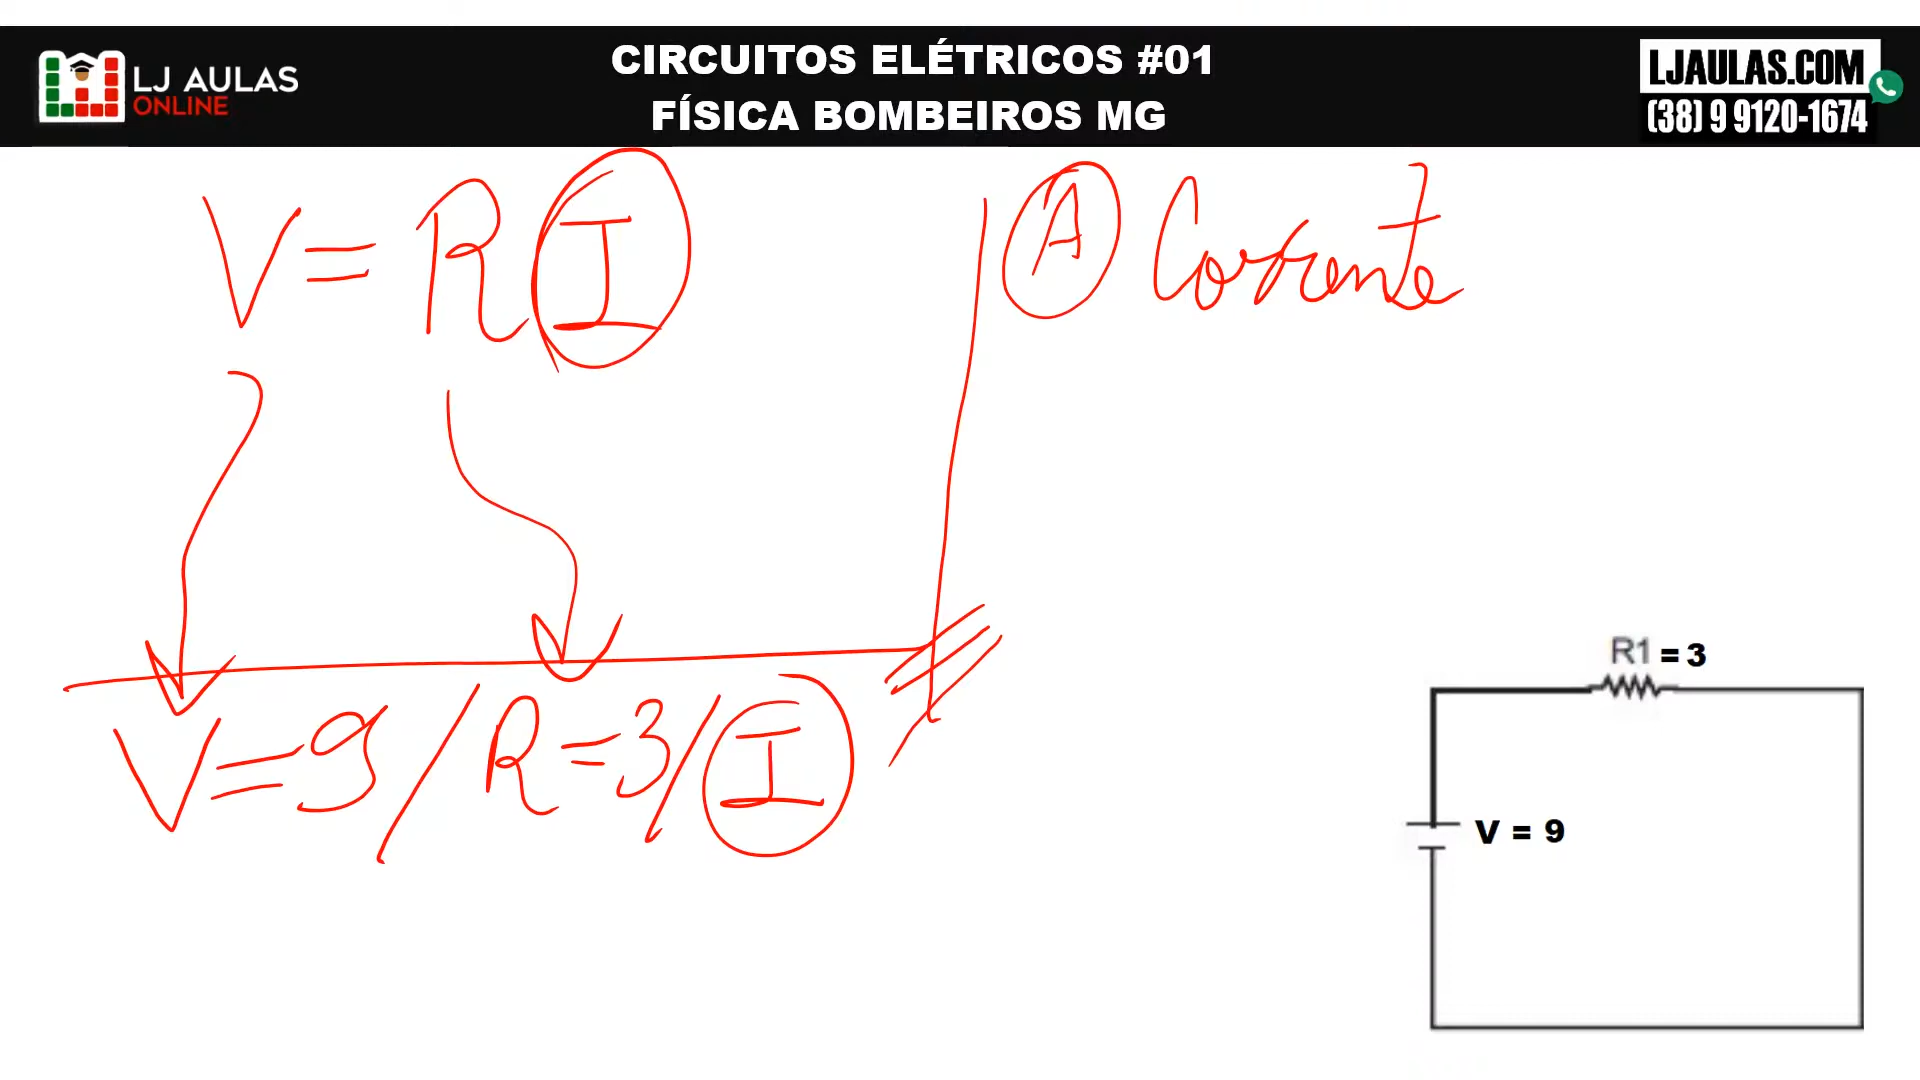 LJ AULAS
ONLINE
CIRCUITOS ELÉTRICOS #01
FÍSICA BOMBEIROS MG
LJAULAS.COM
(38) 9 9120-1674
V = R I
A Corrente
V = 9 / R = 3 / I
R1 = 3
V = 9